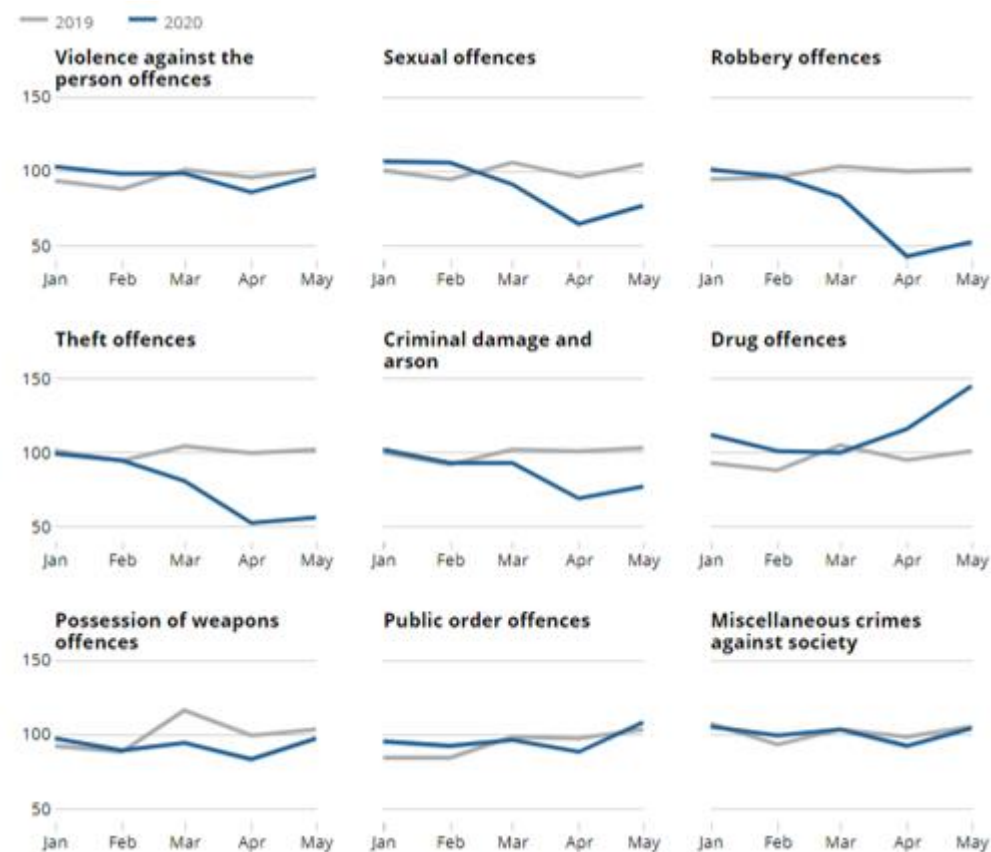 2019 2020
Violence against the
person offences
Sexual offences
Robbery offences
150
100
50
Jan Feb Mar Apr May
Jan Feb Mar Apr May
Jan Feb Mar Apr May
Theft offences
Criminal damage and
arson
Drug offences
150
100
50
Jan Feb Mar Apr May
Jan Feb Mar Apr May
Jan Feb Mar Apr May
Possession of weapons
offences
Public order offences
Miscellaneous crimes
against society
150
100
50
Jan Feb Mar Apr May
Jan Feb Mar Apr May
Jan Feb Mar Apr May